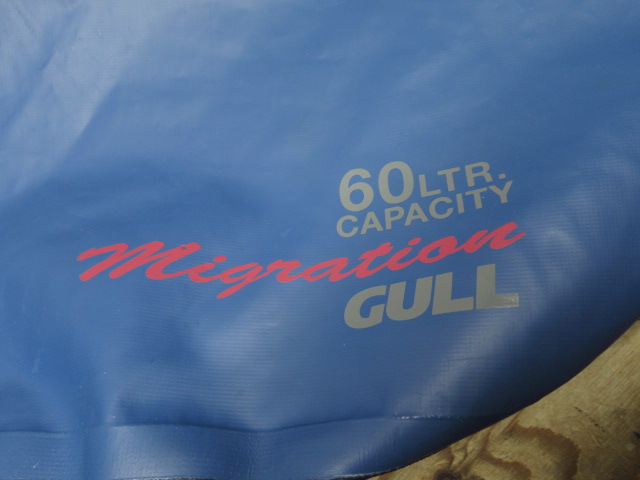 60LTR.
CAPACITY
Migration
GULL